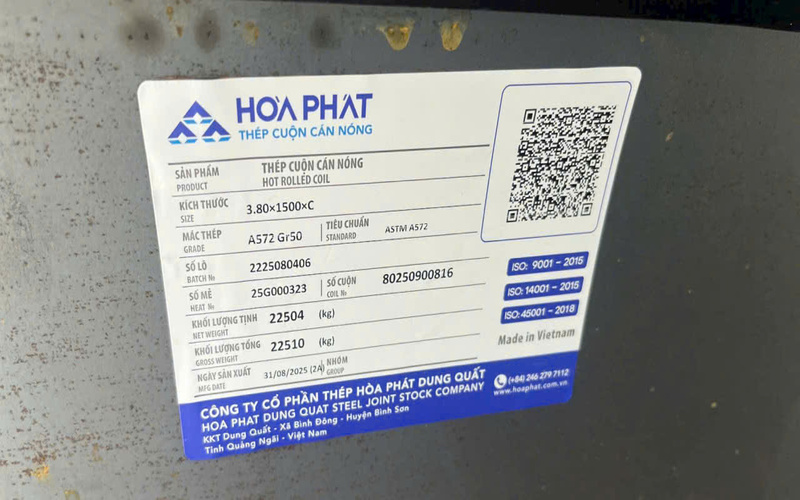 HOA PHAT
THÉP CUỘN CÁN NÓNG
SẢN PHẨM THÉP CUỘN CÁN NÓNG
PRODUCT HOT ROLLED COIL
KÍCH THƯỚC 3.80×1500×C
SIZE
MÁC THÉP A572 Gr50 TIÊU CHUẨN ASTM A572
GRADE STANDARD
SỐ LÔ 2225080406
BATCH №
SỐ MẺ 25G000323 SỐ CUỘN 80250900816
HEAT № COIL №
KHỐI LƯỢNG TỊNH 22504 (kg)
NET WEIGHT
KHỐI LƯỢNG TỔNG 22510 (kg)
GROSS WEIGHT
NGÀY SẢN XUẤT 31/08/2025 (2A) NHÓM
MFG DATE GROUP
ISO: 9001 - 2015
ISO: 14001 - 2015
ISO: 45001 - 2018
Made in Vietnam
CÔNG TY CỔ PHẦN THÉP HÒA PHÁT DUNG QUẤT
HOA PHAT DUNG QUAT STEEL JOINT STOCK COMPANY
KKT Dung Quất - Xã Bình Đông - Huyện Bình Sơn
Tỉnh Quảng Ngãi - Việt Nam
(+84) 246 279 7112
www.hoaphat.com.vn